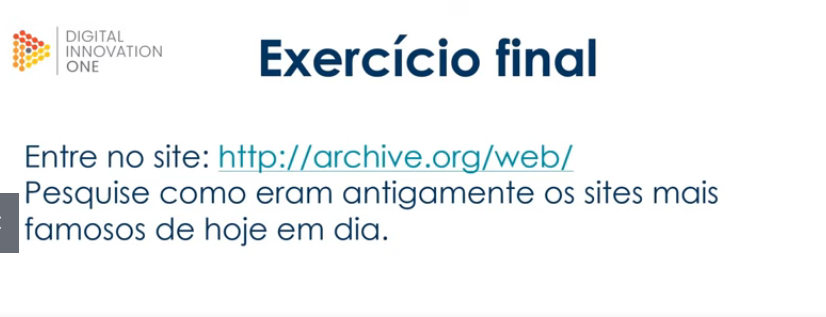 DIGITAL
INNOVATION
ONE
Exercício final
Entre no site: http://archive.org/web/
Pesquise como eram antigamente os sites mais
famosos de hoje em dia.